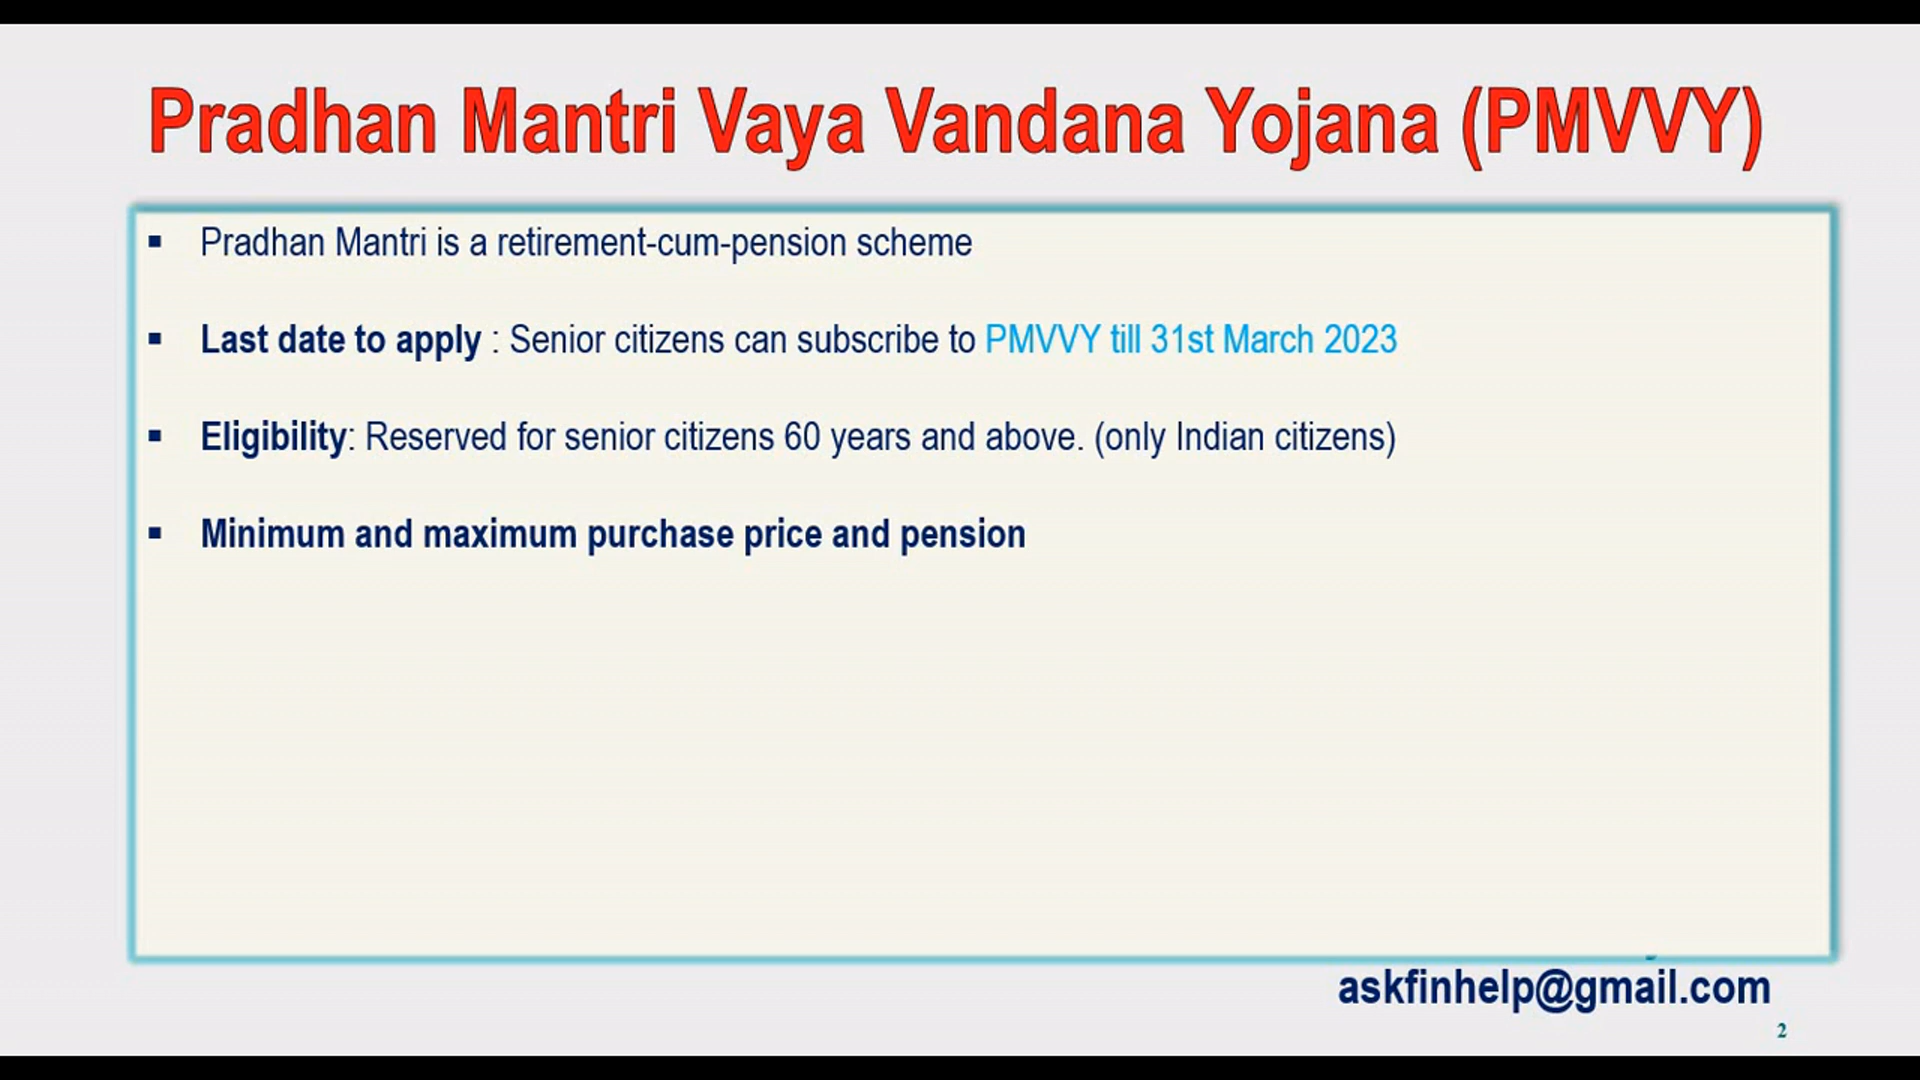 Pradhan Mantri Vaya Vandana Yojana (PMVVY)
▪ Pradhan Mantri is a retirement-cum-pension scheme
▪ Last date to apply : Senior citizens can subscribe to PMVVY till 31st March 2023
▪ Eligibility: Reserved for senior citizens 60 years and above. (only Indian citizens)
▪ Minimum and maximum purchase price and pension
askfinhelp@gmail.com
2